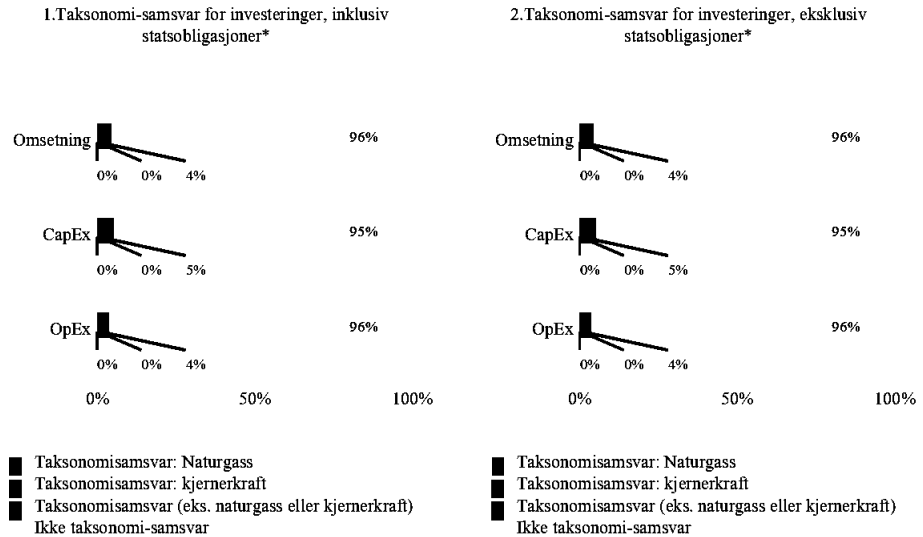 1.Taksonomi-samsvar for investeringer, inklusiv
statsobligasjoner*
Omsetning
96%
0% 0% 4%
CapEx
95%
0% 0% 5%
OpEx
96%
0% 0% 4%
0% 50% 100%
Taksonomisamsvar: Naturgass
Taksonomisamsvar: kjernerkraft
Taksonomisamsvar (eks. naturgass eller kjernerkraft)
Ikke taksonomi-samsvar
2.Taksonomi-samsvar for investeringer, eksklusiv
statsobligasjoner*
Omsetning
96%
0% 0% 4%
CapEx
95%
0% 0% 5%
OpEx
96%
0% 0% 4%
0% 50% 100%
Taksonomisamsvar: Naturgass
Taksonomisamsvar: kjernerkraft
Taksonomisamsvar (eks. naturgass eller kjernerkraft)
Ikke taksonomi-samsvar